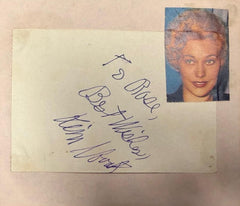 To Rose,
Best Wishes,
Kim Novak